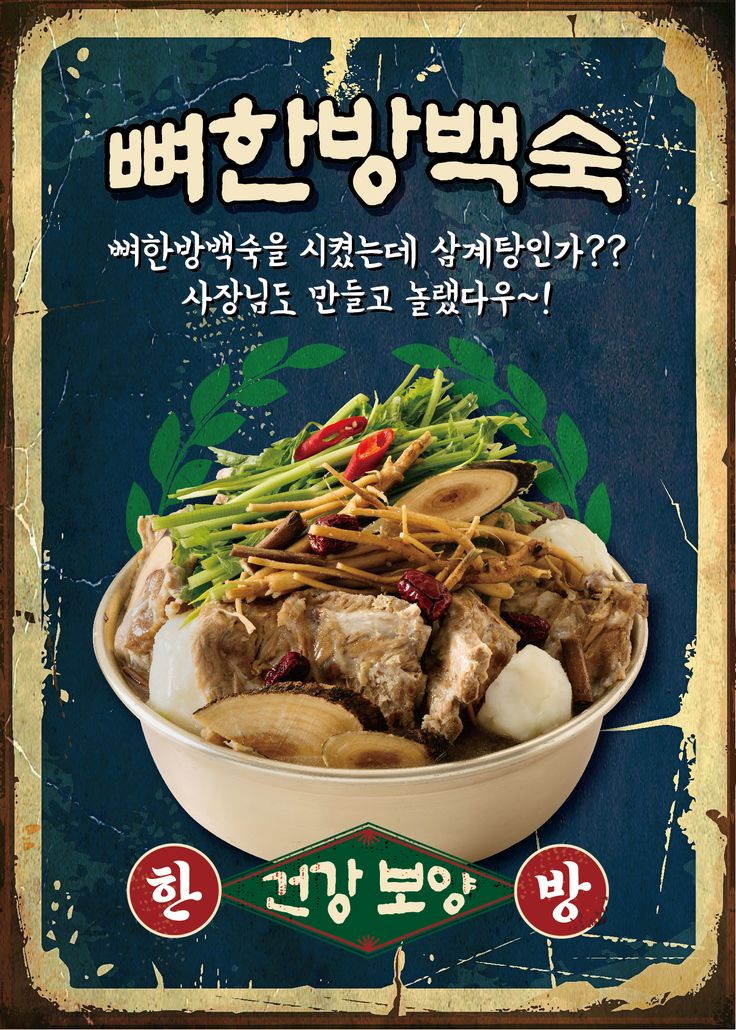 뼈한방백숙
뼈한방백숙을 시켰는데 삼계탕인가??
사장님도 만들고 놀랬다우~!
한 건강 보양 방